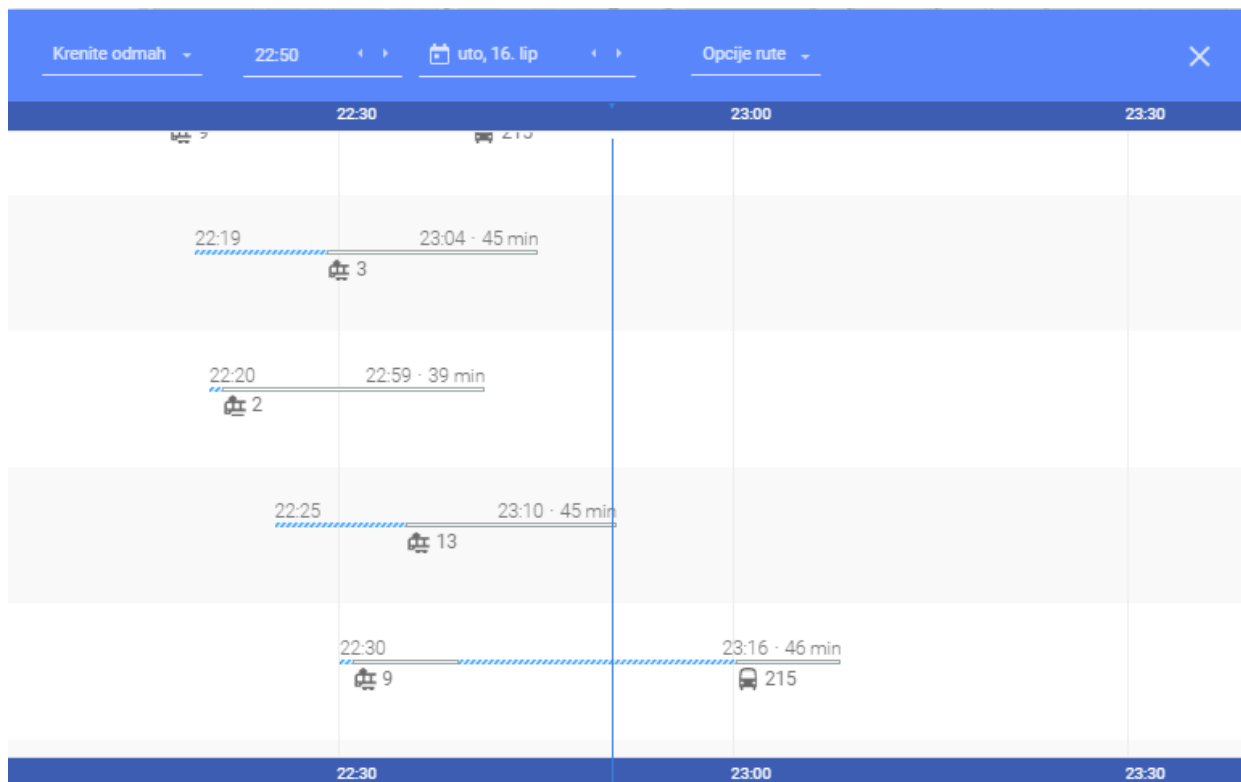 Krenite odmah 22:50 uto, 16. lip Opcije rute
22:30 23:00 23:30
9 215
22:19 23:04 · 45 min
3
22:20 22:59 · 39 min
2
22:25 23:10 · 45 min
13
22:30 23:16 · 46 min
9 215
22:30 23:00 23:30